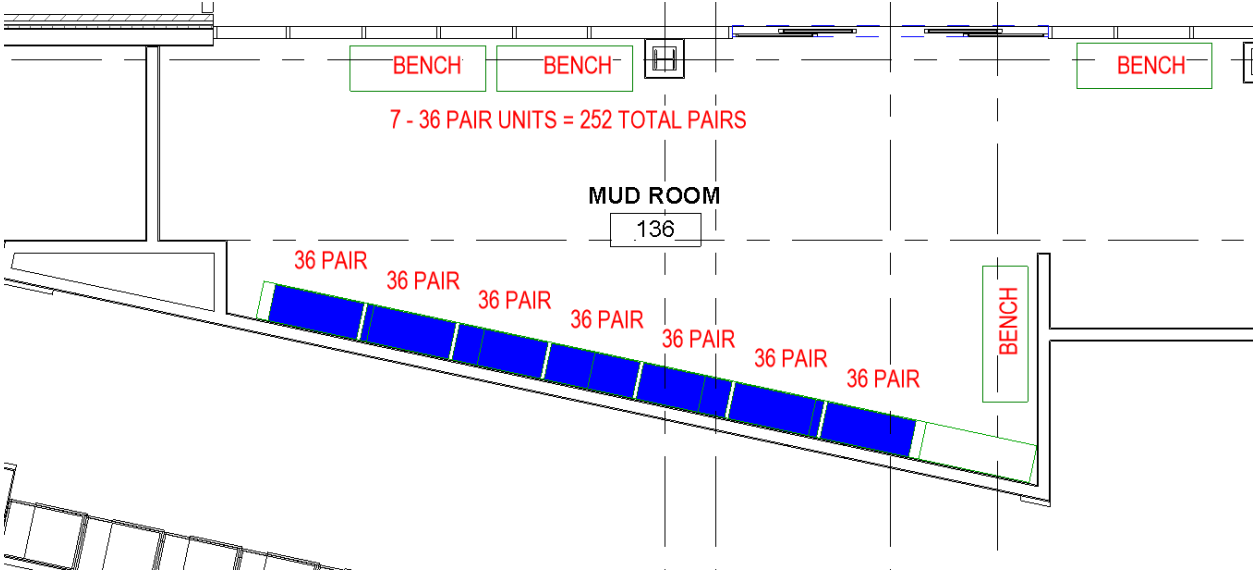 BENCH
BENCH
BENCH
7 - 36 PAIR UNITS = 252 TOTAL PAIRS
MUD ROOM
136
36 PAIR
36 PAIR
36 PAIR
36 PAIR
36 PAIR
36 PAIR
36 PAIR
BENCH